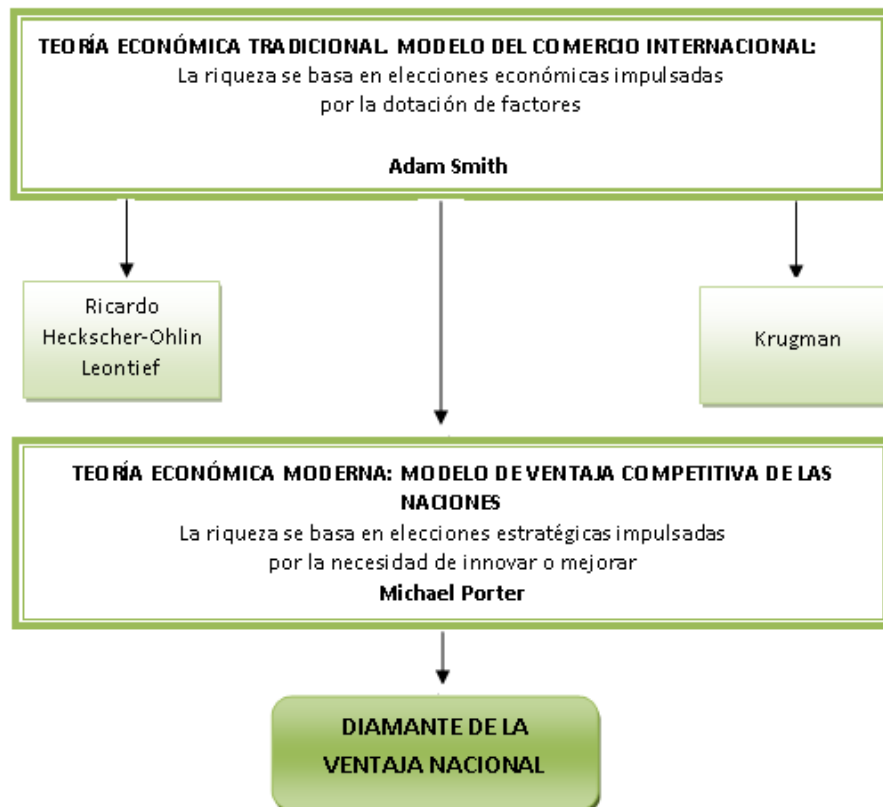 TEORÍA ECONÓMICA TRADICIONAL. MODELO DEL COMERCIO INTERNACIONAL:
La riqueza se basa en elecciones económicas impulsadas
por la dotación de factores
Adam Smith
Ricardo
Heckscher-Ohlin
Leontief
Krugman
TEORÍA ECONÓMICA MODERNA: MODELO DE VENTAJA COMPETITIVA DE LAS
NACIONES
La riqueza se basa en elecciones estratégicas impulsadas
por la necesidad de innovar o mejorar
Michael Porter
DIAMANTE DE LA
VENTAJA NACIONAL